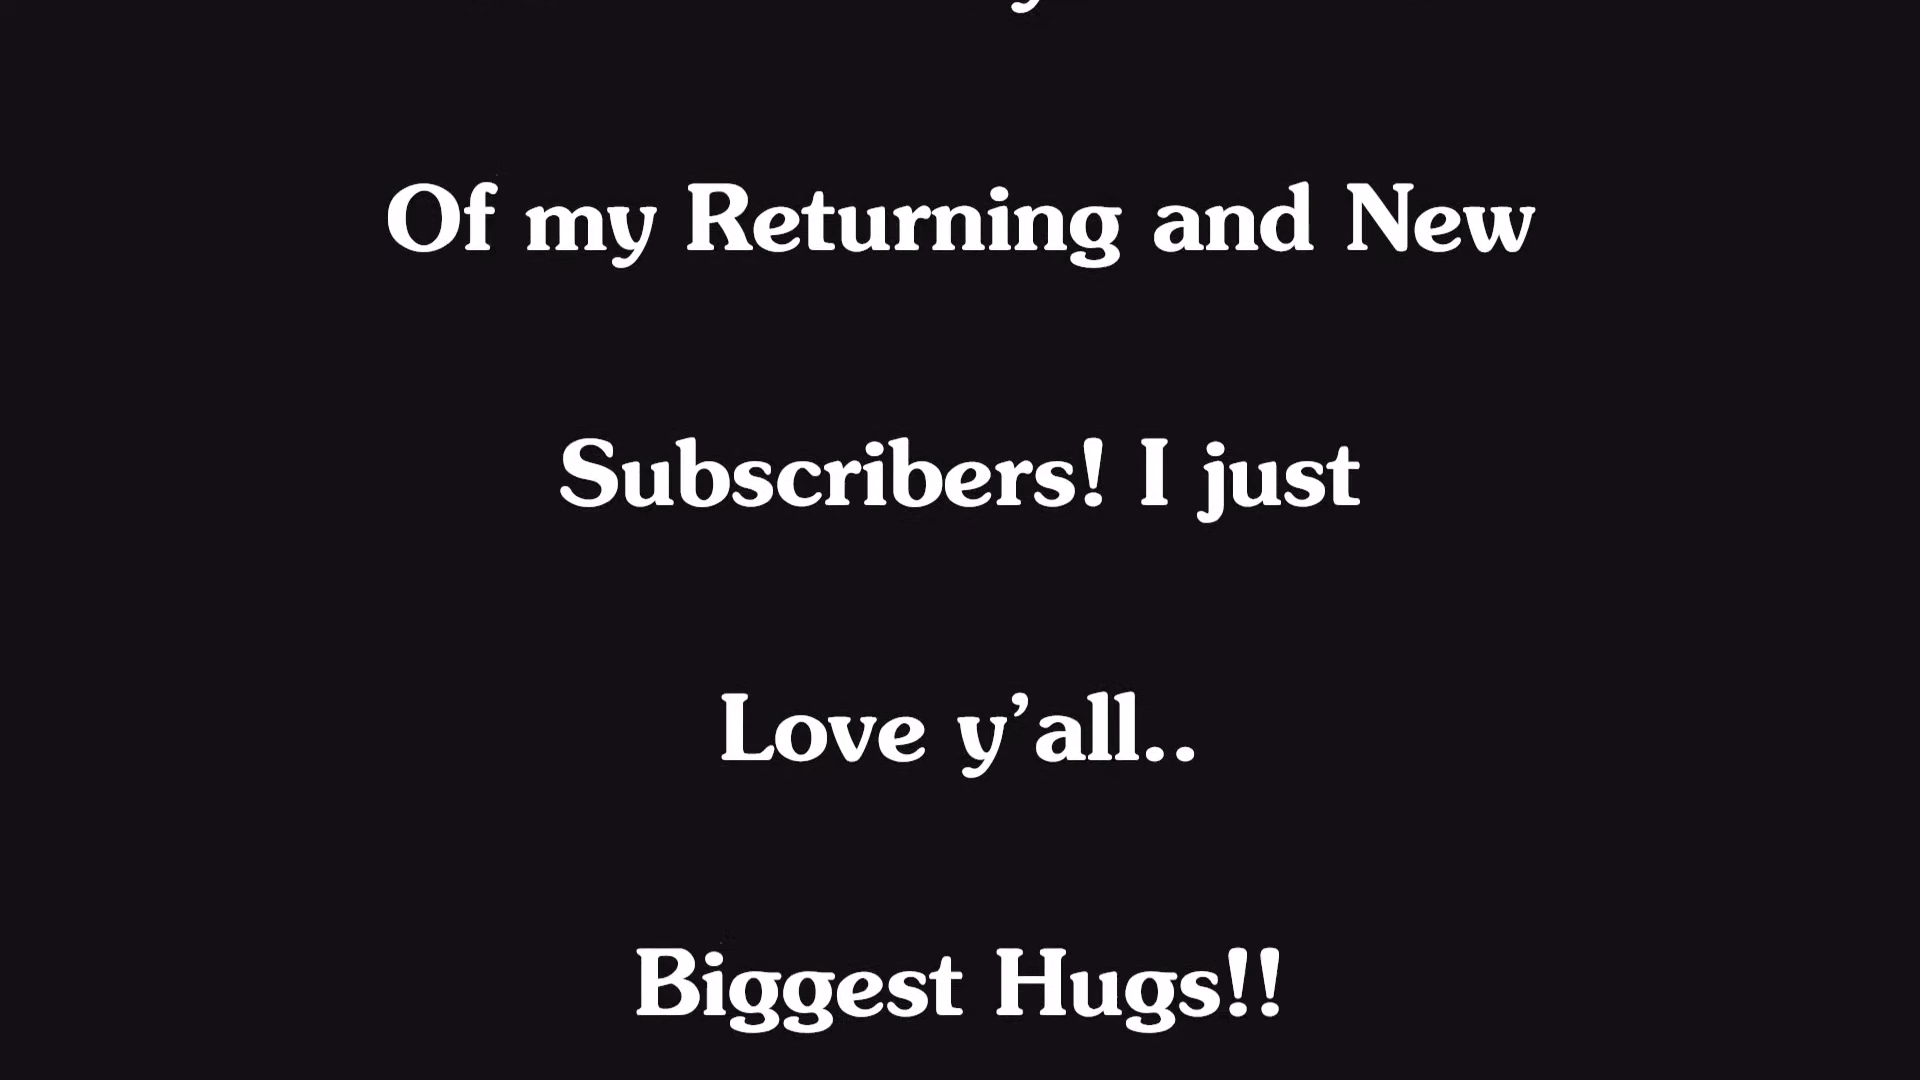 Of my Returning and New
Subscribers! I just
Love y’all..
Biggest Hugs!!